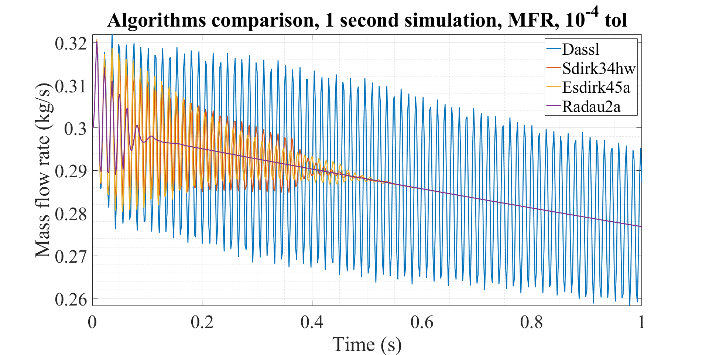 Algorithms comparison, 1 second simulation, MFR, 10⁻⁴ tol
Mass flow rate (kg/s)
0.32
0.31
0.3
0.29
0.28
0.27
0.26
Dassl
Sdirk34hw
Esdirk45a
Radau2a
0 0.2 0.4 0.6 0.8 1
Time (s)